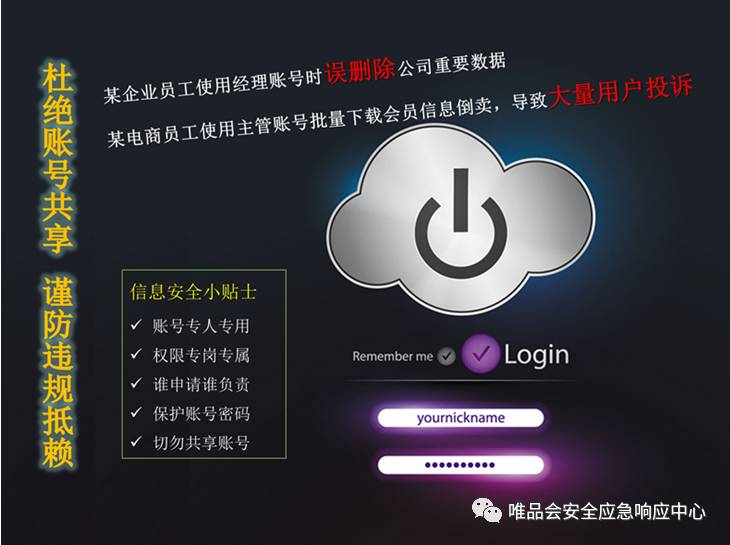 杜绝账号共享 谨防违规抵赖
某企业员工使用经理账号时误删除公司重要数据
某电商员工使用主管账号批量下载会员信息倒卖，导致大量用户投诉
信息安全小贴士
✓ 账号专人专用
✓ 权限专岗专属
✓ 谁申请谁负责
✓ 保护账号密码
✓ 切勿共享账号
Remember me Login
yournickname
••••••••••
唯品会安全应急响应中心